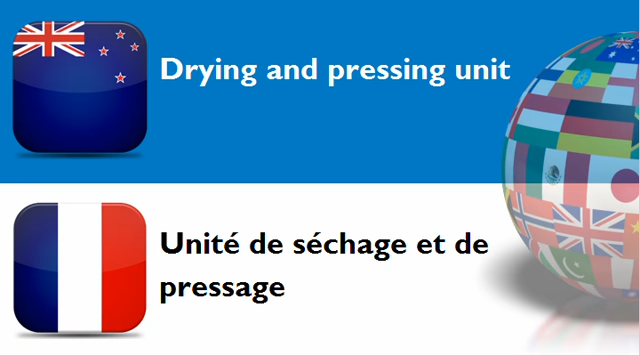 Drying and pressing unit
Unité de séchage et de
pressage